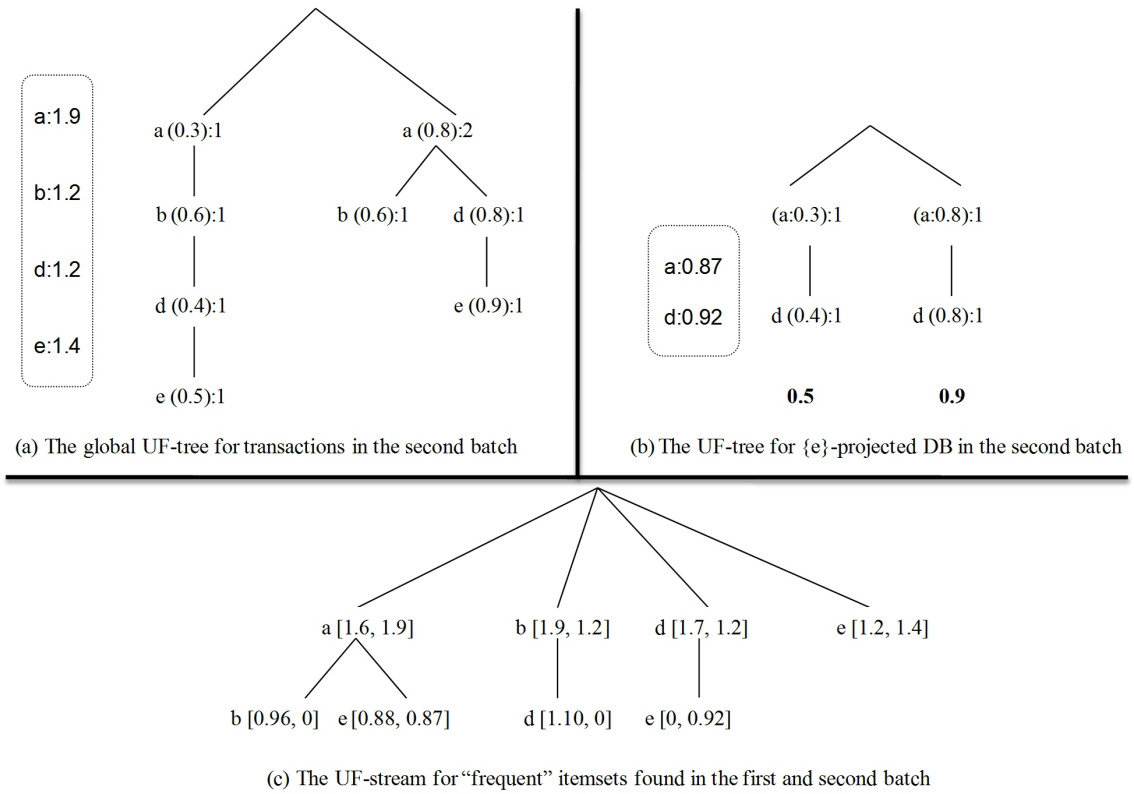 a:1.9
b:1.2
d:1.2
e:1.4
a (0.3):1
a (0.8):2
b (0.6):1
b (0.6):1
d (0.8):1
d (0.4):1
e (0.9):1
e (0.5):1
(a) The global UF-tree for transactions in the second batch
a:0.87
d:0.92
(a:0.3):1
(a:0.8):1
d (0.4):1
d (0.8):1
0.5
0.9
(b) The UF-tree for {e}-projected DB in the second batch
a [1.6, 1.9]
b [1.9, 1.2]
d [1.7, 1.2]
e [1.2, 1.4]
b [0.96, 0]
e [0.88, 0.87]
d [1.10, 0]
e [0, 0.92]
(c) The UF-stream for “frequent” itemsets found in the first and second batch